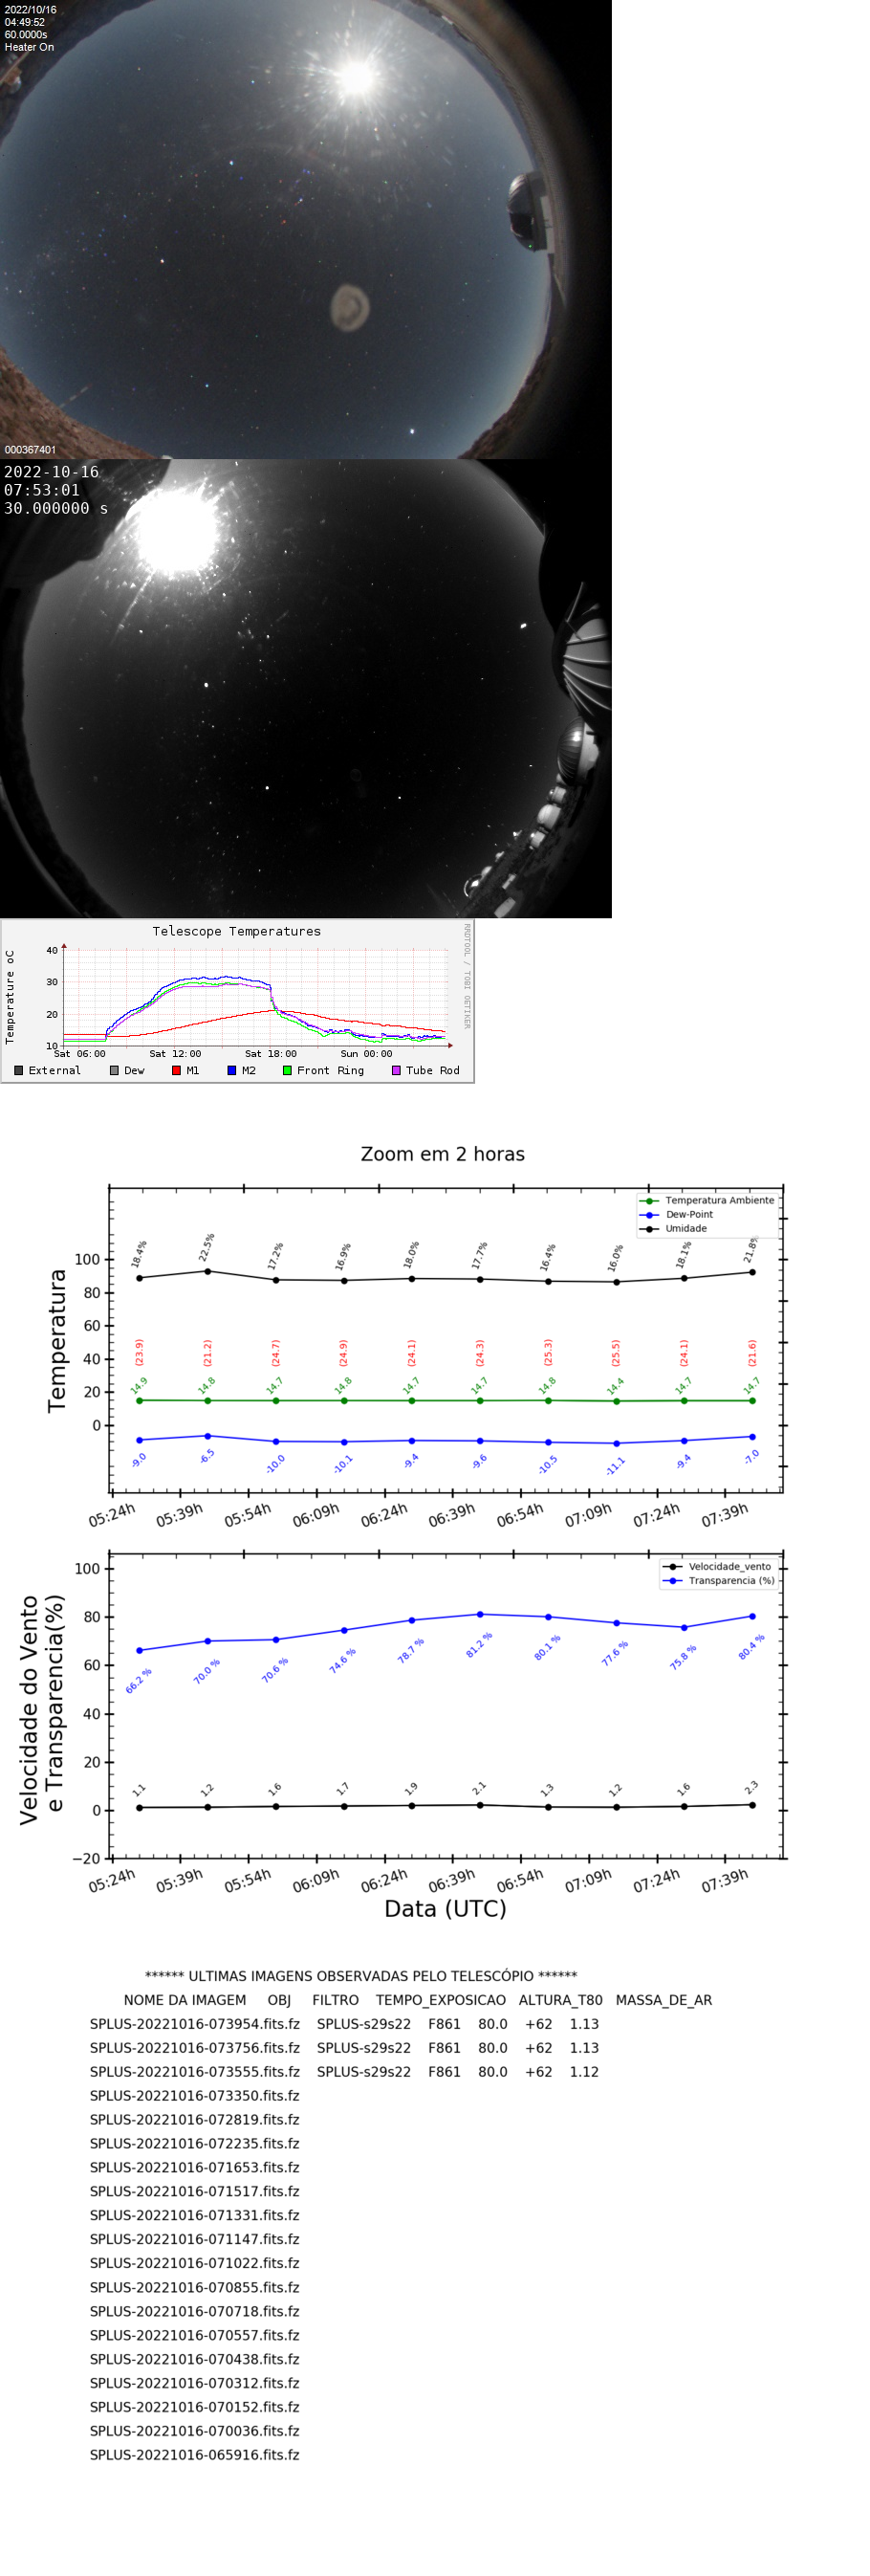 2022/10/16
04:49:52
60.0000s
Heater On
000367401
2022-10-16
07:53:01
30.000000 s
Telescope Temperatures
RRDTOOL / TOBI OETIKER
Temperature oC
40
30
20
10
Sat 06:00 Sat 12:00 Sat 18:00 Sun 00:00
External Dew M1 M2 Front Ring Tube Rod
Zoom em 2 horas
Temperatura Ambiente
Dew-Point
Umidade
Temperatura
100
80
60
40
20
0
18.4% 22.5% 17.2% 16.9% 18.0% 17.7% 16.4% 16.0% 18.1% 21.8%
(23.9) (21.2) (24.7) (24.9) (24.1) (24.3) (25.3) (25.5) (24.1) (21.6)
14.9 14.8 14.7 14.8 14.7 14.7 14.8 14.4 14.7 14.7
-9.0 -6.5 -10.0 -10.1 -9.4 -9.6 -10.5 -11.1 -9.4 -7.0
05:24h 05:39h 05:54h 06:09h 06:24h 06:39h 06:54h 07:09h 07:24h 07:39h
Velocidade_vento
Transparencia (%)
Velocidade do Vento
e Transparencia(%)
100
80
60
40
20
0
−20
66.2 % 70.0 % 70.6 % 74.6 % 78.7 % 81.2 % 80.1 % 77.6 % 75.8 % 80.4 %
1.1 1.2 1.6 1.7 1.9 2.1 1.3 1.2 1.6 2.3
05:24h 05:39h 05:54h 06:09h 06:24h 06:39h 06:54h 07:09h 07:24h 07:39h
Data (UTC)
****** ULTIMAS IMAGENS OBSERVADAS PELO TELESCÓPIO ******
NOME DA IMAGEM OBJ FILTRO TEMPO_EXPOSICAO ALTURA_T80 MASSA_DE_AR
SPLUS-20221016-073954.fits.fz SPLUS-s29s22 F861 80.0 +62 1.13
SPLUS-20221016-073756.fits.fz SPLUS-s29s22 F861 80.0 +62 1.13
SPLUS-20221016-073555.fits.fz SPLUS-s29s22 F861 80.0 +62 1.12
SPLUS-20221016-073350.fits.fz
SPLUS-20221016-072819.fits.fz
SPLUS-20221016-072235.fits.fz
SPLUS-20221016-071653.fits.fz
SPLUS-20221016-071517.fits.fz
SPLUS-20221016-071331.fits.fz
SPLUS-20221016-071147.fits.fz
SPLUS-20221016-071022.fits.fz
SPLUS-20221016-070855.fits.fz
SPLUS-20221016-070718.fits.fz
SPLUS-20221016-070557.fits.fz
SPLUS-20221016-070438.fits.fz
SPLUS-20221016-070312.fits.fz
SPLUS-20221016-070152.fits.fz
SPLUS-20221016-070036.fits.fz
SPLUS-20221016-065916.fits.fz